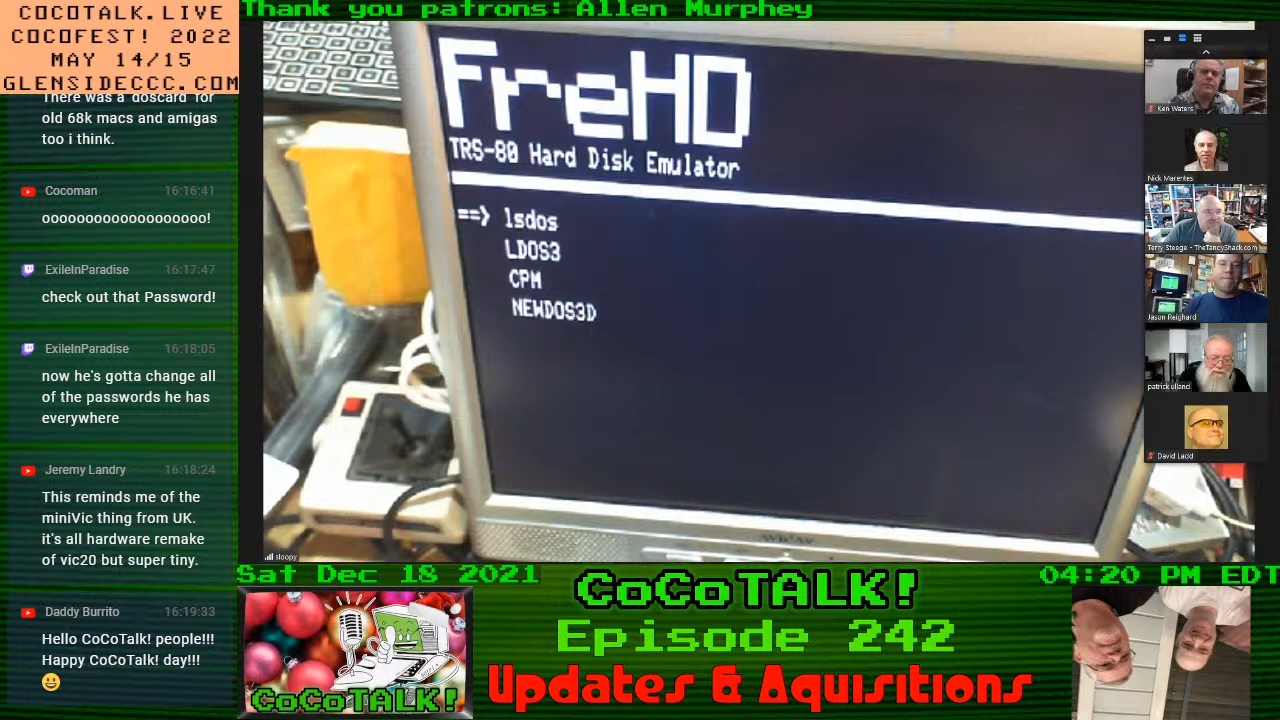 COCOTALK.LIVE
COCOFEST! 2022
MAY 14/15
GLENSIDECCC.COM
Thank you patrons: Allen Murphey
There was a doscard for
old 68k macs and amigas
too i think.
Cocoman 16:16:41
oooooooooooooooooo!
ExileInParadise 16:17:47
check out that Password!
ExileInParadise 16:18:05
now he's gotta change all
of the passwords he has
everywhere
Jeremy Landry 16:18:24
This reminds me of the
miniVic thing from UK.
it's all hardware remake
of vic20 but super tiny.
Daddy Burrito 16:19:33
Hello CoCoTalk! people!!!
Happy CoCoTalk! day!!!
FreHD
TRS-80 Hard Disk Emulator
==> lsdos
LDOS3
CPM
NEWDOS3D
sloopy
Ken Waters
Nick Marentes
Terry Steege - TheTancyShack.com
Jason Reighard
patrick ulland
David Ladd
Sat Dec 18 2021
CoCoTALK!
04:20 PM EDT
Episode 242
Updates & Aquisitions
CoCoTALK!